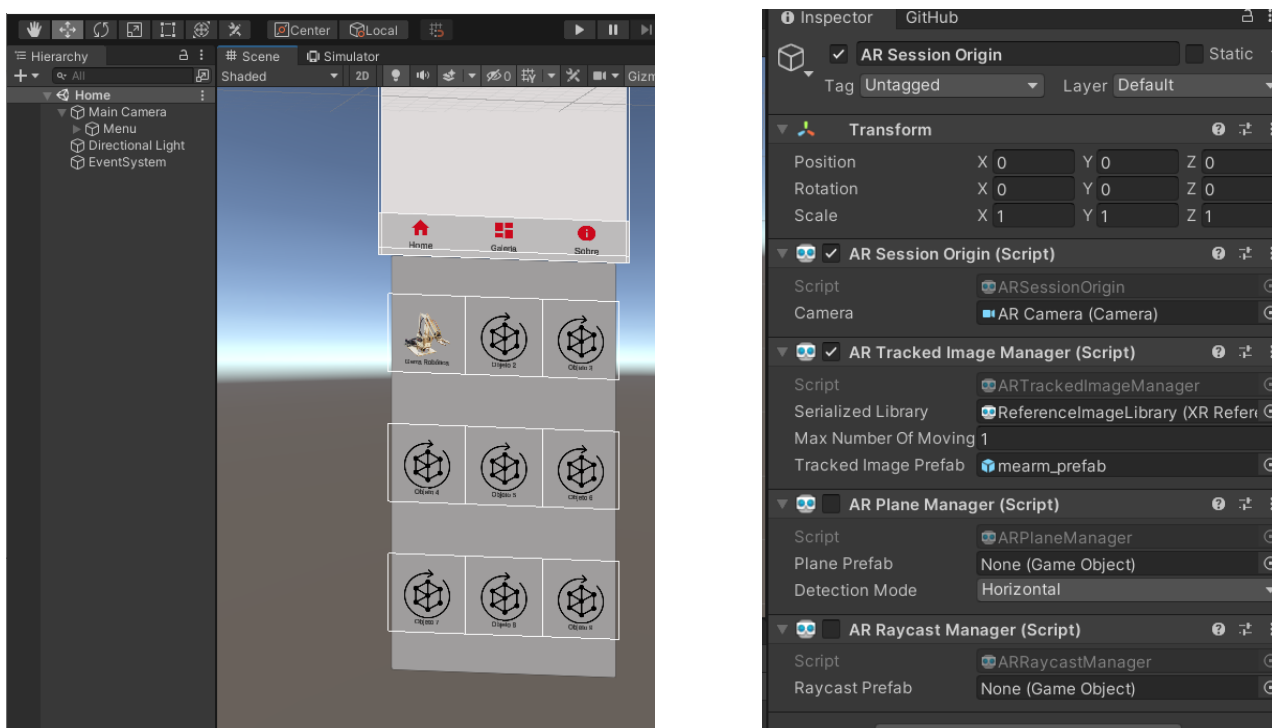 Center
Local
Hierarchy
# Scene
Simulator
All
Shaded
2D
0
Gizm
Home
Main Camera
Menu
Directional Light
EventSystem
Home
Galeria
Sobre
Objeto 2
Objeto 3
Objeto 4
Objeto 5
Objeto 6
Objeto 7
Objeto 8
Objeto 9
Inspector
GitHub
AR Session Origin
Static
Tag Untagged
Layer Default
Transform
Position X 0 Y 0 Z 0
Rotation X 0 Y 0 Z 0
Scale X 1 Y 1 Z 1
AR Session Origin (Script)
Script ARSessionOrigin
Camera AR Camera (Camera)
AR Tracked Image Manager (Script)
Script ARTrackedImageManager
Serialized Library ReferenceImageLibrary (XR Refere
Max Number Of Moving 1
Tracked Image Prefab mearm_prefab
AR Plane Manager (Script)
Script ARPlaneManager
Plane Prefab None (Game Object)
Detection Mode Horizontal
AR Raycast Manager (Script)
Script ARRaycastManager
Raycast Prefab None (Game Object)